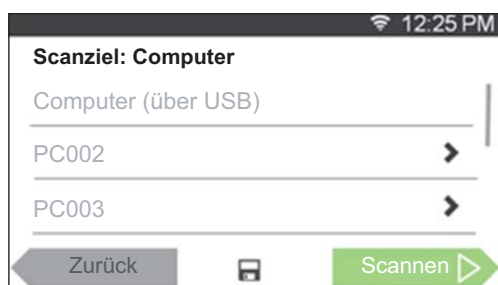 12:25 PM
Scanziel: Computer
Computer (über USB)
PC002
PC003
Zurück
Scannen